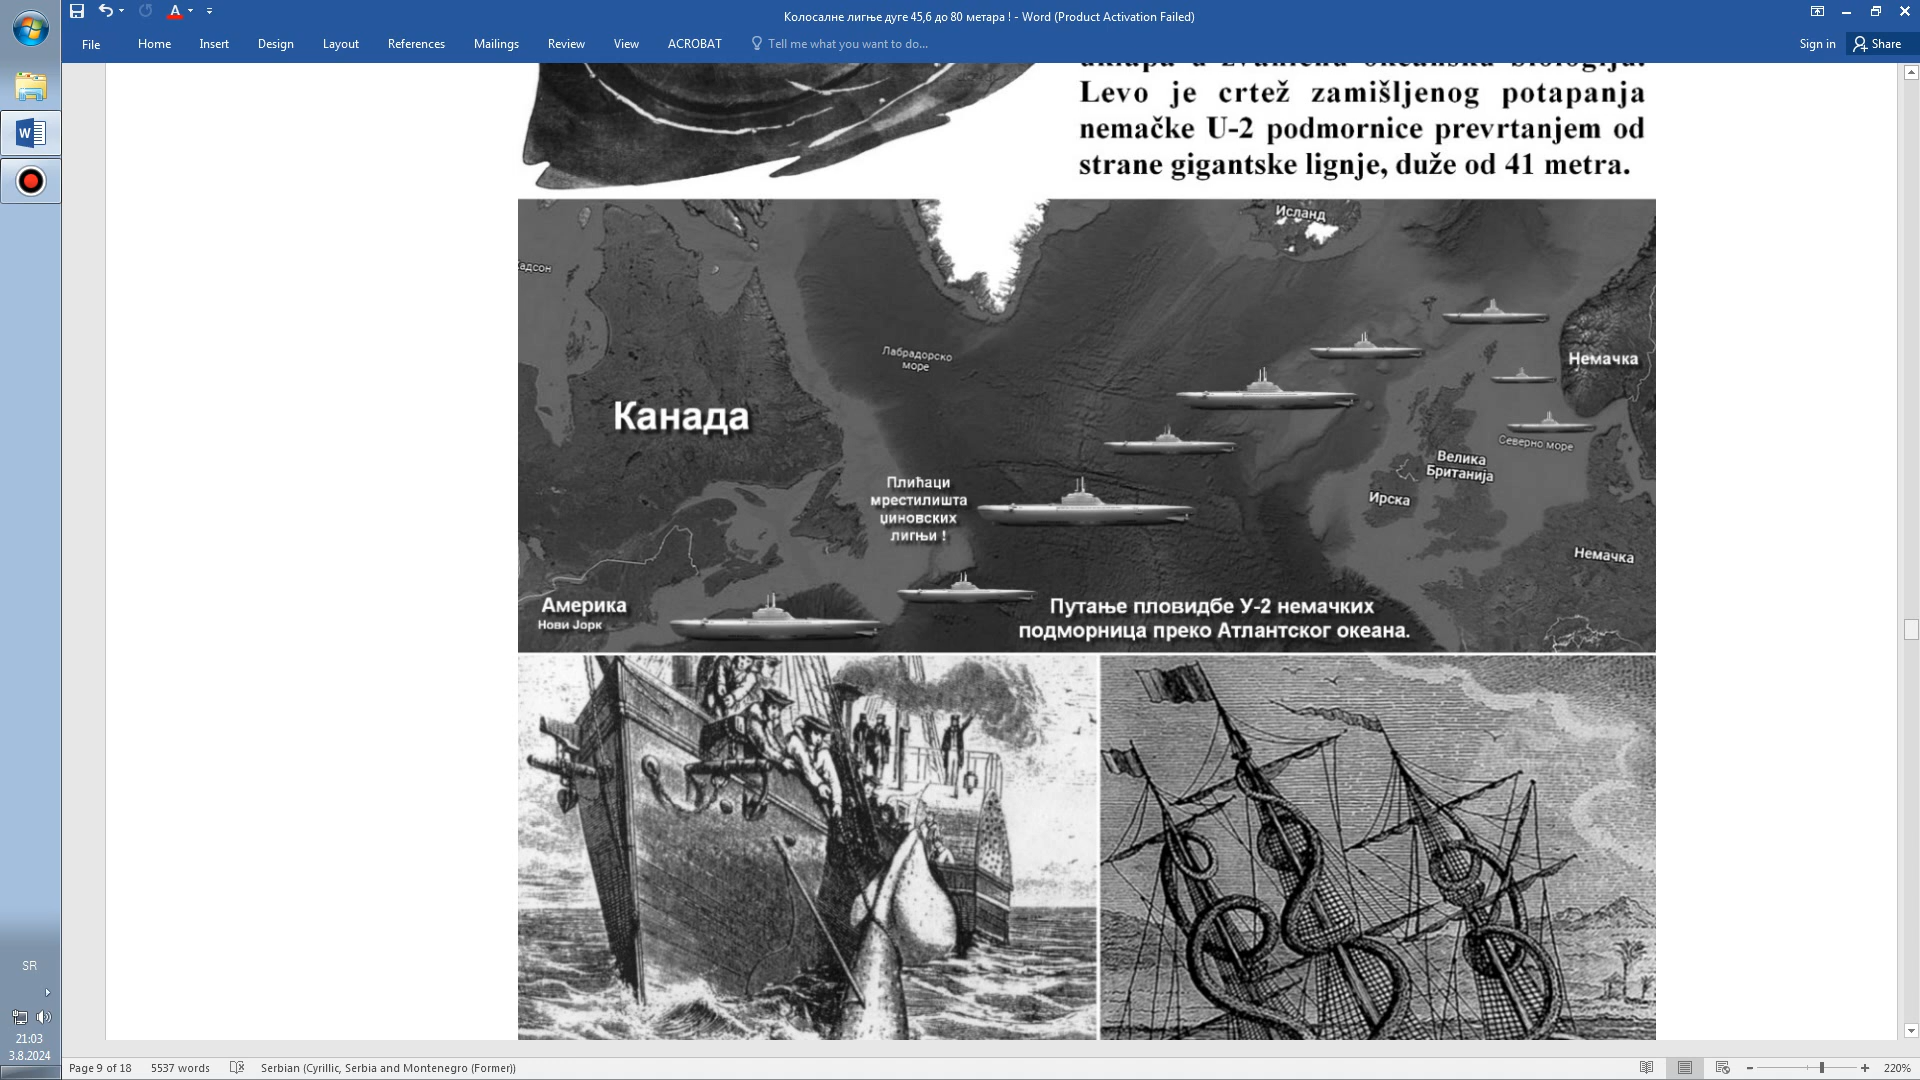 Колосалне лигње дуге 45,6 до 80 метара ! - Word (Product Activation Failed)
File Home Insert Design Layout References Mailings Review View ACROBAT Tell me what you want to do... Sign in Share
Levo je crtež zamišljenog potapanja
nemačke U-2 podmornice prevrtanjem od
strane gigantske lignje, duže od 41 metra.
Исланд
Лабрадорско
море
Немачка
Канада
Северно море
Велика
Британија
Ирска
Плићаци
мрестилишта
џиновских
лигњи !
Немачка
Америка
Нови Јорк
Путање пловидбе У-2 немачких
подморница преко Атлантског океана.
SR
21:03
3.8.2024
Page 9 of 18 5537 words Serbian (Cyrillic, Serbia and Montenegro (Former)) 220%